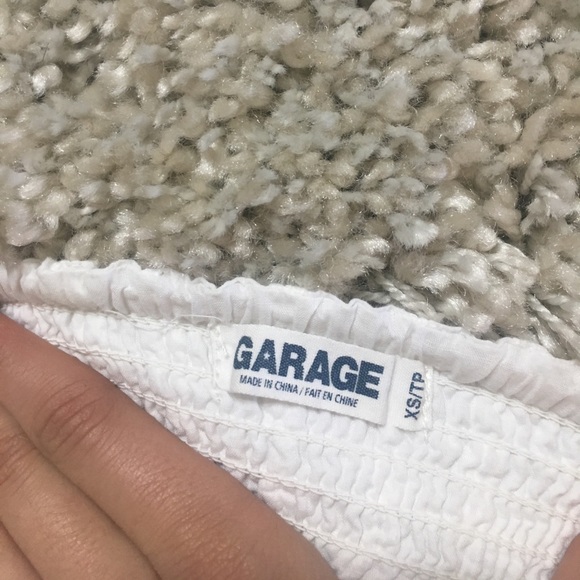 GARAGE
MADE IN CHINA / FAIT EN CHINE
XS/TP